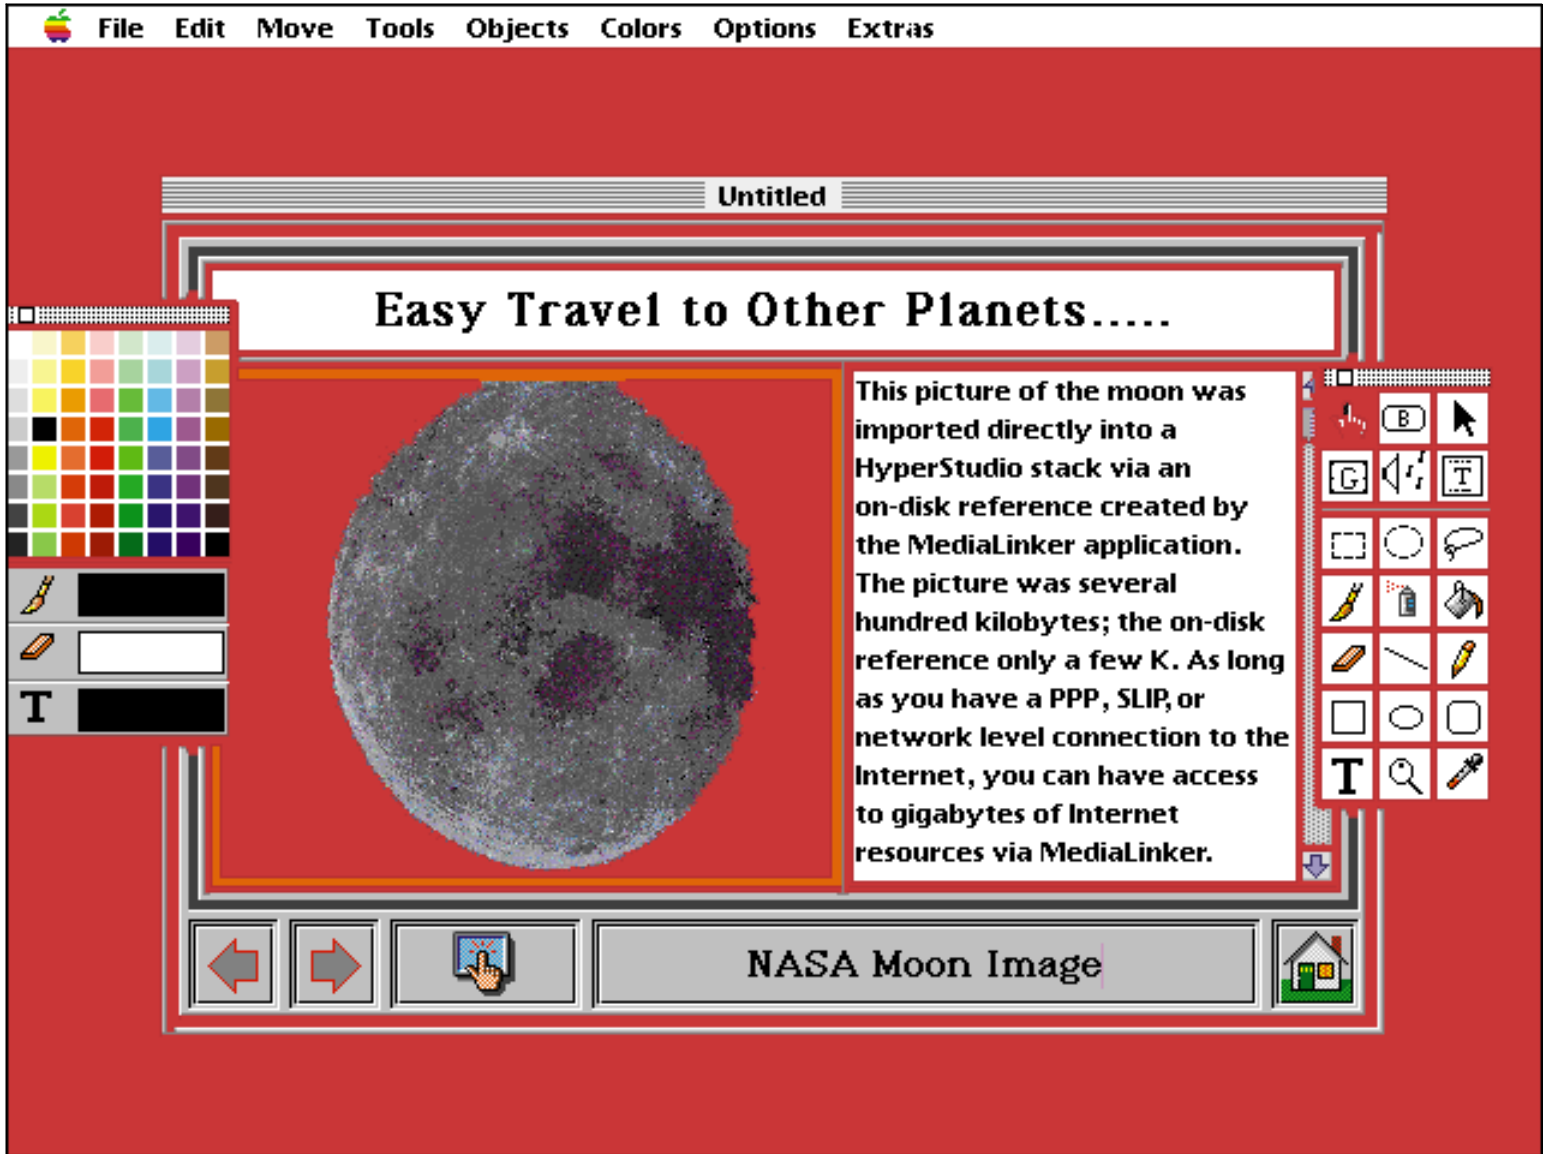 File Edit Move Tools Objects Colors Options Extras
Untitled
Easy Travel to Other Planets.....
This picture of the moon was
imported directly into a
HyperStudio stack via an
on-disk reference created by
the MediaLinker application.
The picture was several
hundred kilobytes; the on-disk
reference only a few K. As long
as you have a PPP, SLIP, or
network level connection to the
Internet, you can have access
to gigabytes of Internet
resources via MediaLinker.
B
G T
T
T
NASA Moon Image